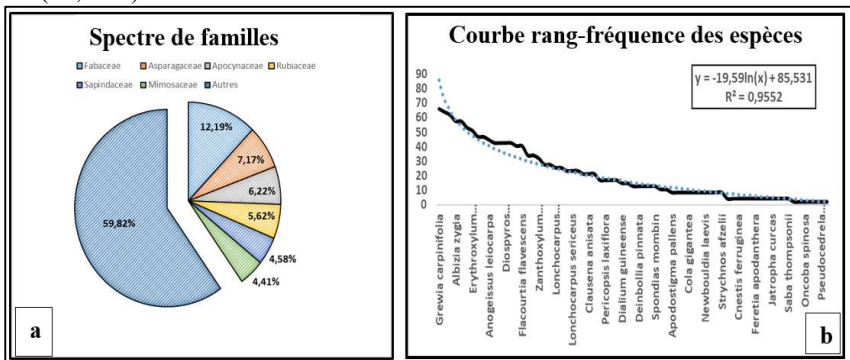 Spectre de familles
Fabaceae Asparagaceae Apocynaceae Rubiaceae
Sapindaceae Mimosaceae Autres
12,19%
7,17%
6,22%
5,62%
4,58%
4,41%
59,82%
a
Courbe rang-fréquence des espèces
y = -19,59ln(x) + 85,531
R² = 0,9552
90
80
70
60
50
40
30
20
10
0
Grewia carpinifolia
Albizia zygia
Erythroxylum...
Anogeissus leiocarpa
Diospyros...
Flacourtia flavescens
Zanthoxylum...
Lonchocarpus...
Lonchocarpus sericeus
Clausena anisata
Pericopsis laxiflora
Dialium guineense
Deinbollia pinnata
Spondias mombin
Apodostigma pallens
Cola gigantea
Newbouldia laevis
Strychnos afzelii
Cnestis ferruginea
Feretia apodanthera
Jatropha curcas
Saba thompsonii
Oncoba spinosa
Pseudocedrela...
b